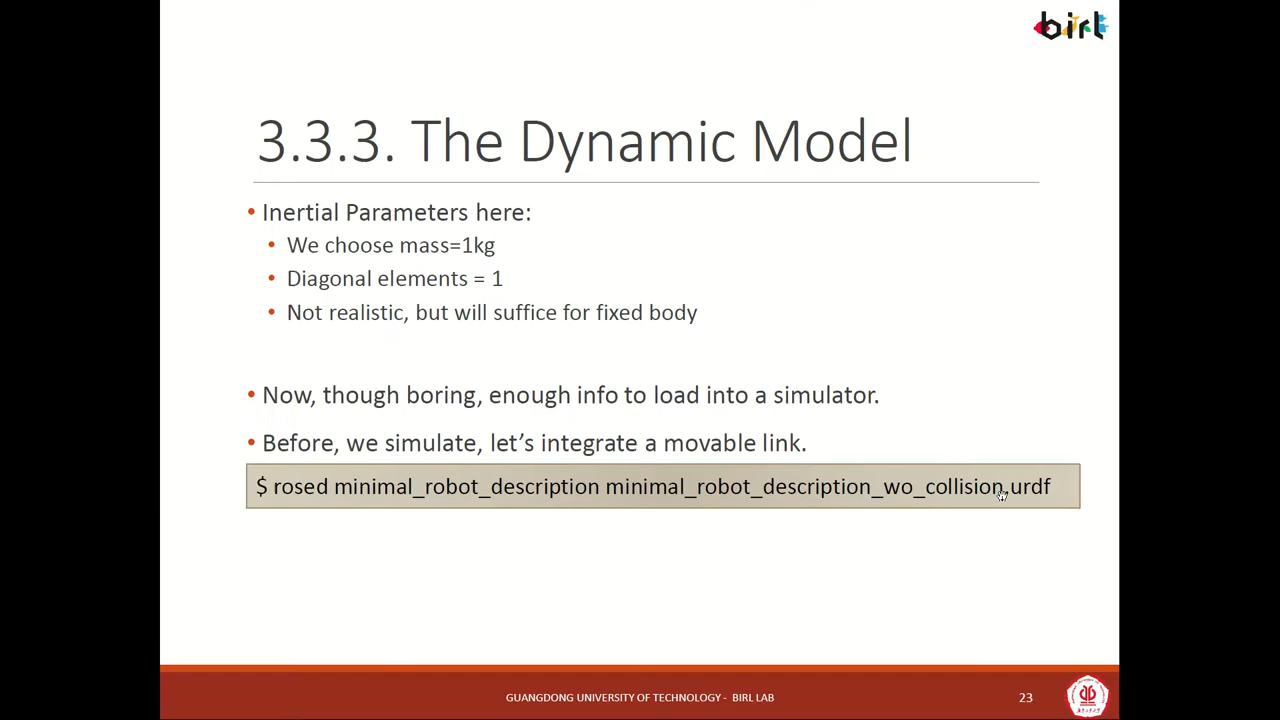 birl
3.3.3. The Dynamic Model
• Inertial Parameters here:
• We choose mass=1kg
• Diagonal elements = 1
• Not realistic, but will suffice for fixed body
• Now, though boring, enough info to load into a simulator.
• Before, we simulate, let's integrate a movable link.
$ rosed minimal_robot_description minimal_robot_description_wo_collision.urdf
GUANGDONG UNIVERSITY OF TECHNOLOGY - BIRL LAB
23